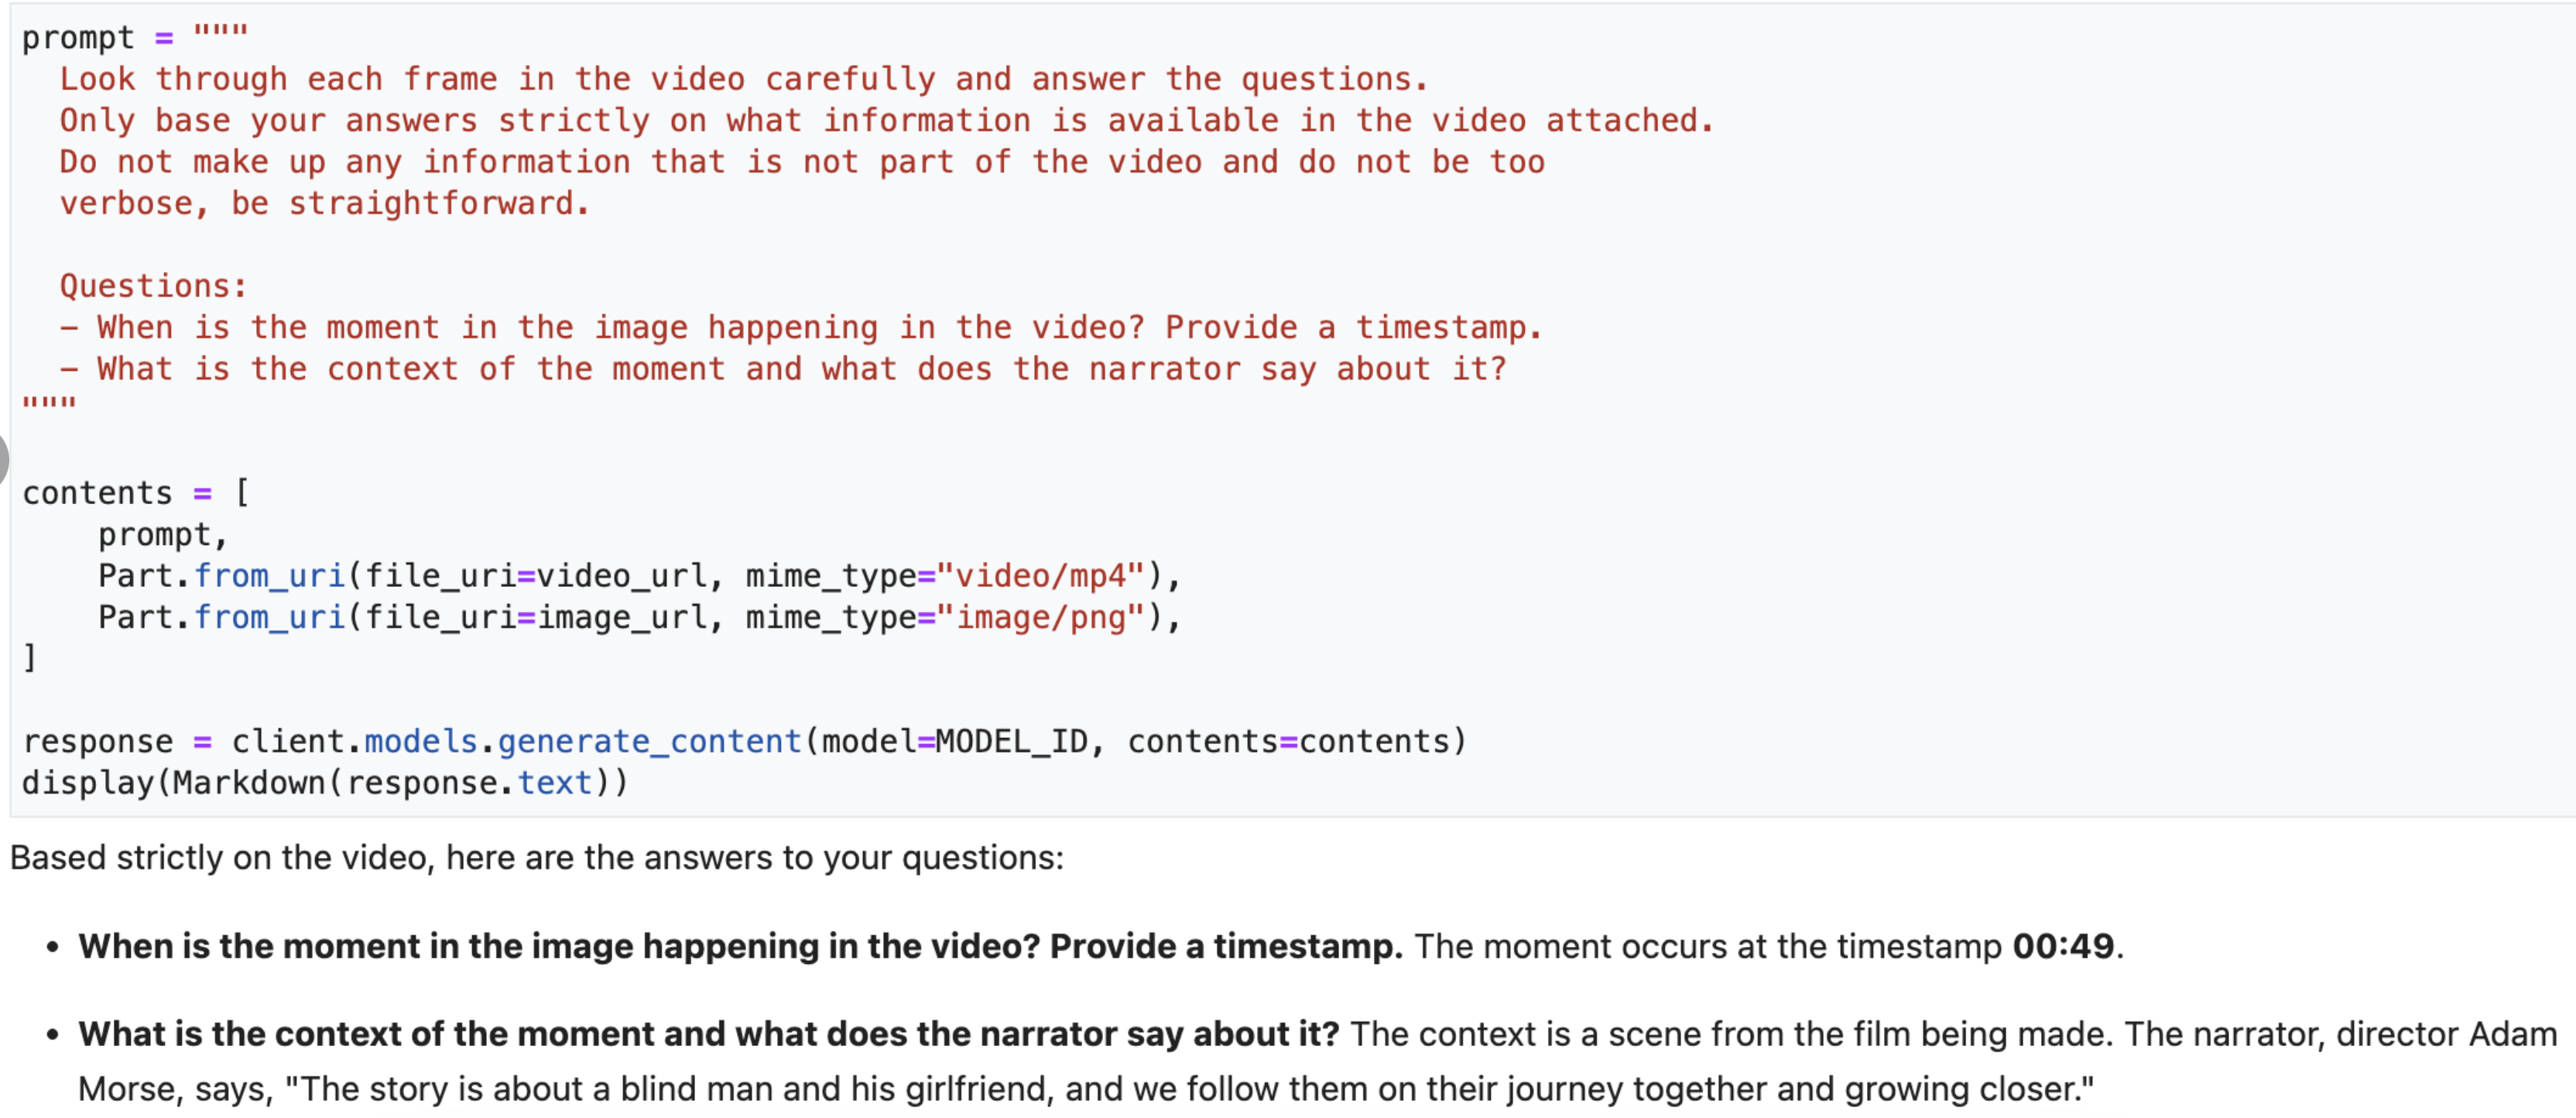 prompt = """
  Look through each frame in the video carefully and answer the questions.
  Only base your answers strictly on what information is available in the video attached.
  Do not make up any information that is not part of the video and do not be too
  verbose, be straightforward.

  Questions:
  - When is the moment in the image happening in the video? Provide a timestamp.
  - What is the context of the moment and what does the narrator say about it?
"""

contents = [
    prompt,
    Part.from_uri(file_uri=video_url, mime_type="video/mp4"),
    Part.from_uri(file_uri=image_url, mime_type="image/png"),
]

response = client.models.generate_content(model=MODEL_ID, contents=contents)
display(Markdown(response.text))
Based strictly on the video, here are the answers to your questions:
• When is the moment in the image happening in the video? Provide a timestamp. The moment occurs at the timestamp 00:49.
• What is the context of the moment and what does the narrator say about it? The context is a scene from the film being made. The narrator, director Adam
Morse, says, "The story is about a blind man and his girlfriend, and we follow them on their journey together and growing closer."